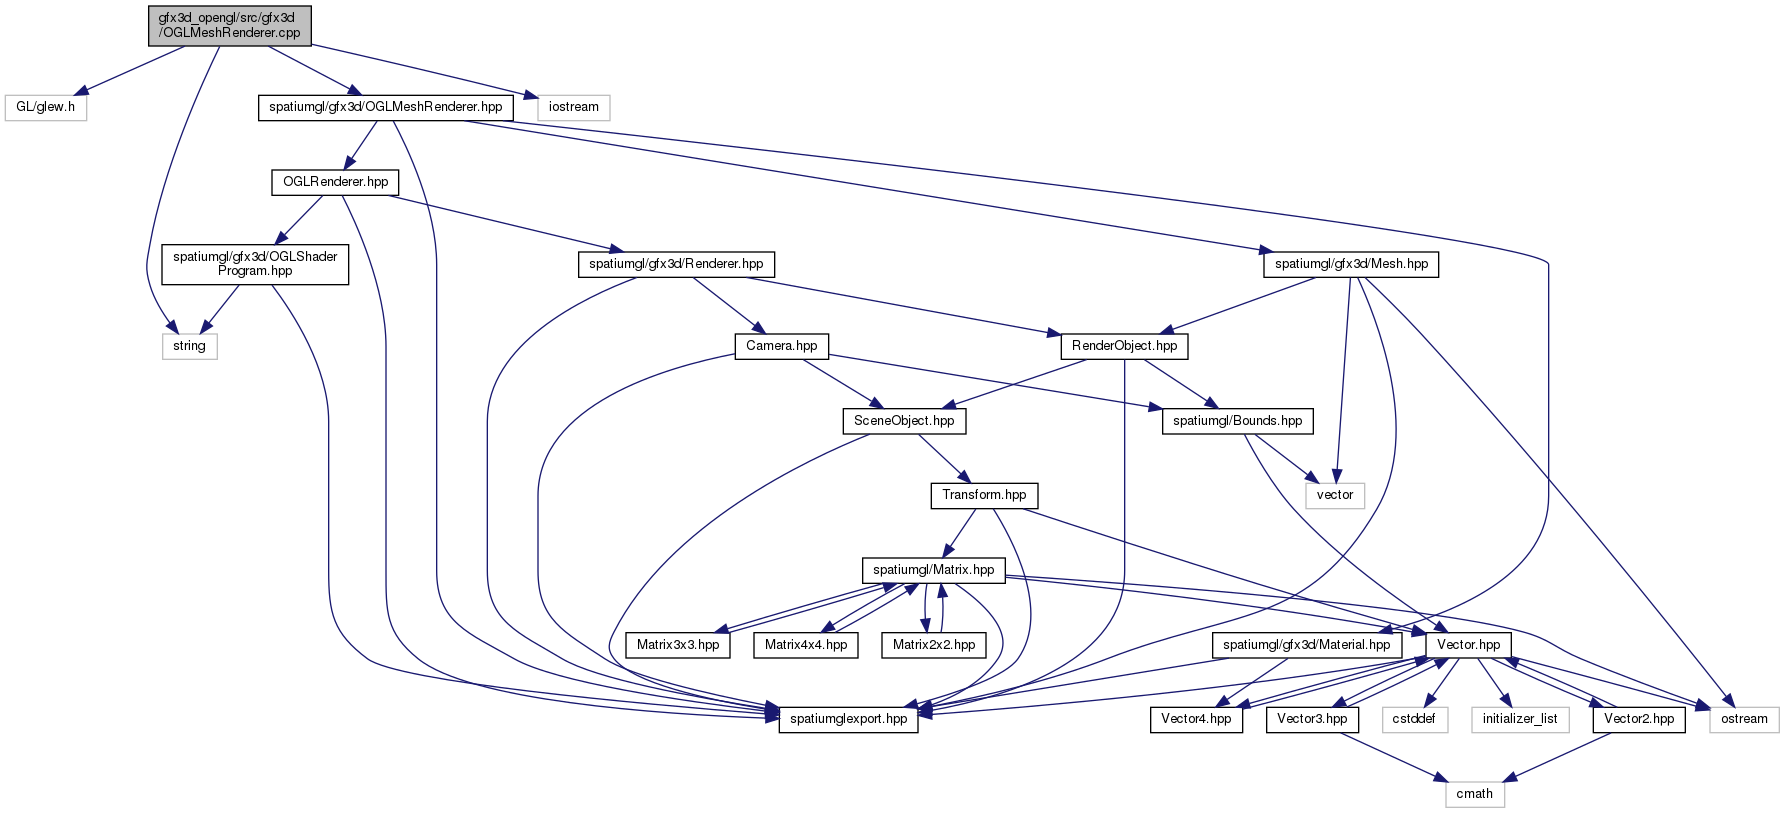 gfx3d_opengl/src/gfx3d
/OGLMeshRenderer.cpp
GL/glew.h
spatiumgl/gfx3d/OGLMeshRenderer.hpp
iostream
OGLRenderer.hpp
spatiumgl/gfx3d/OGLShader
Program.hpp
spatiumgl/gfx3d/Renderer.hpp
spatiumgl/gfx3d/Mesh.hpp
string
Camera.hpp
RenderObject.hpp
SceneObject.hpp
spatiumgl/Bounds.hpp
Transform.hpp
vector
spatiumgl/Matrix.hpp
Matrix3x3.hpp
Matrix4x4.hpp
Matrix2x2.hpp
spatiumgl/gfx3d/Material.hpp
Vector.hpp
spatiumglexport.hpp
Vector4.hpp
Vector3.hpp
cstddef
initializer_list
Vector2.hpp
ostream
cmath